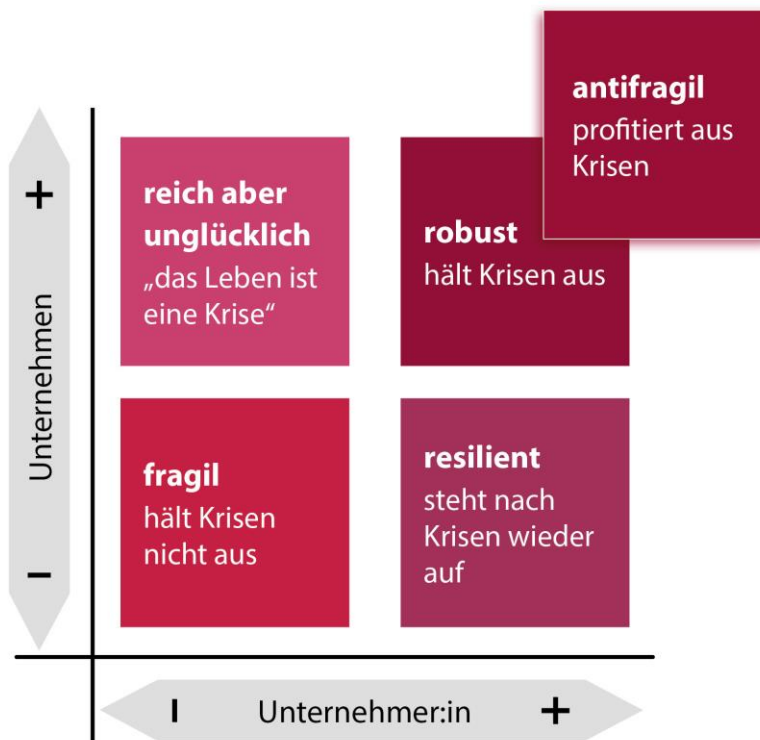 antifragil
profitiert aus
Krisen
+
reich aber
unglücklich
„das Leben ist
eine Krise“
robust
hält Krisen aus
Unternehmen
fragil
hält Krisen
nicht aus
resilient
steht nach
Krisen wieder
auf
–
– Unternehmer:in +